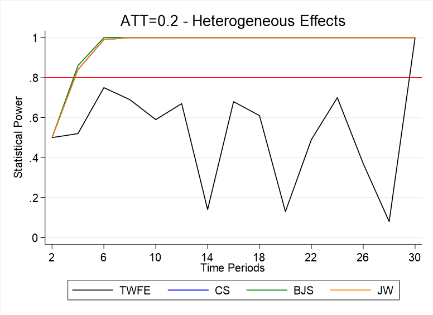 ATT=0.2 - Heterogeneous Effects
Statistical Power
1
.8
.6
.4
.2
0
2 6 10 14 18 22 26 30
Time Periods
TWFE CS BJS JW